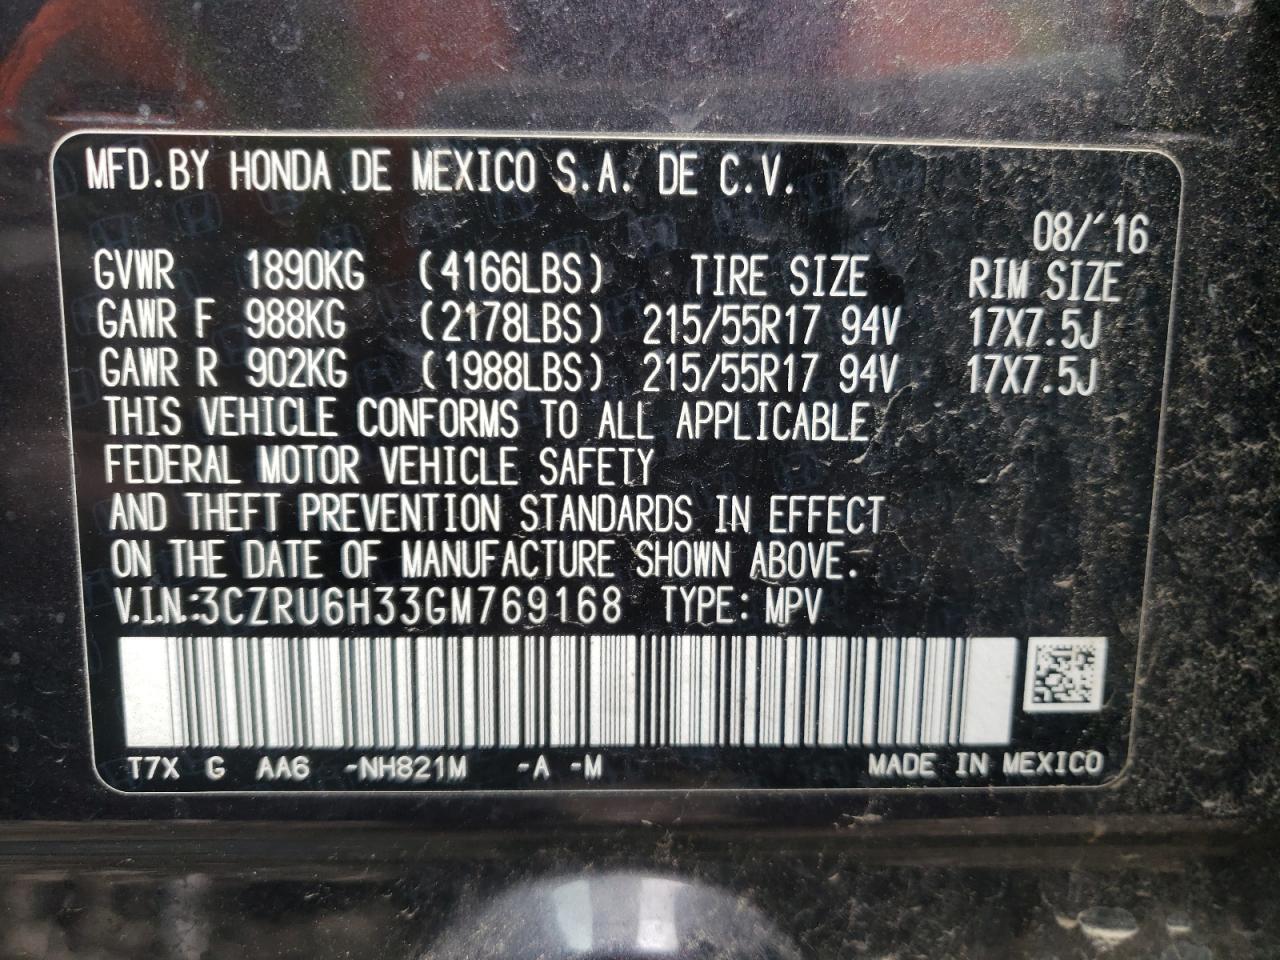 MFD.BY HONDA DE MEXICO S.A. DE C.V.
08/´16
GVWR 1890KG (4166LBS) TIRE SIZE RIM SIZE
GAWR F 988KG (2178LBS) 215/55R17 94V 17X7.5J
GAWR R 902KG (1988LBS) 215/55R17 94V 17X7.5J
THIS VEHICLE CONFORMS TO ALL APPLICABLE
FEDERAL MOTOR VEHICLE SAFETY
AND THEFT PREVENTION STANDARDS IN EFFECT
ON THE DATE OF MANUFACTURE SHOWN ABOVE.
V.I.N.:3CZRU6H33GM769168 TYPE: MPV
T7X G AA6 -NH821M -A -M MADE IN MEXICO